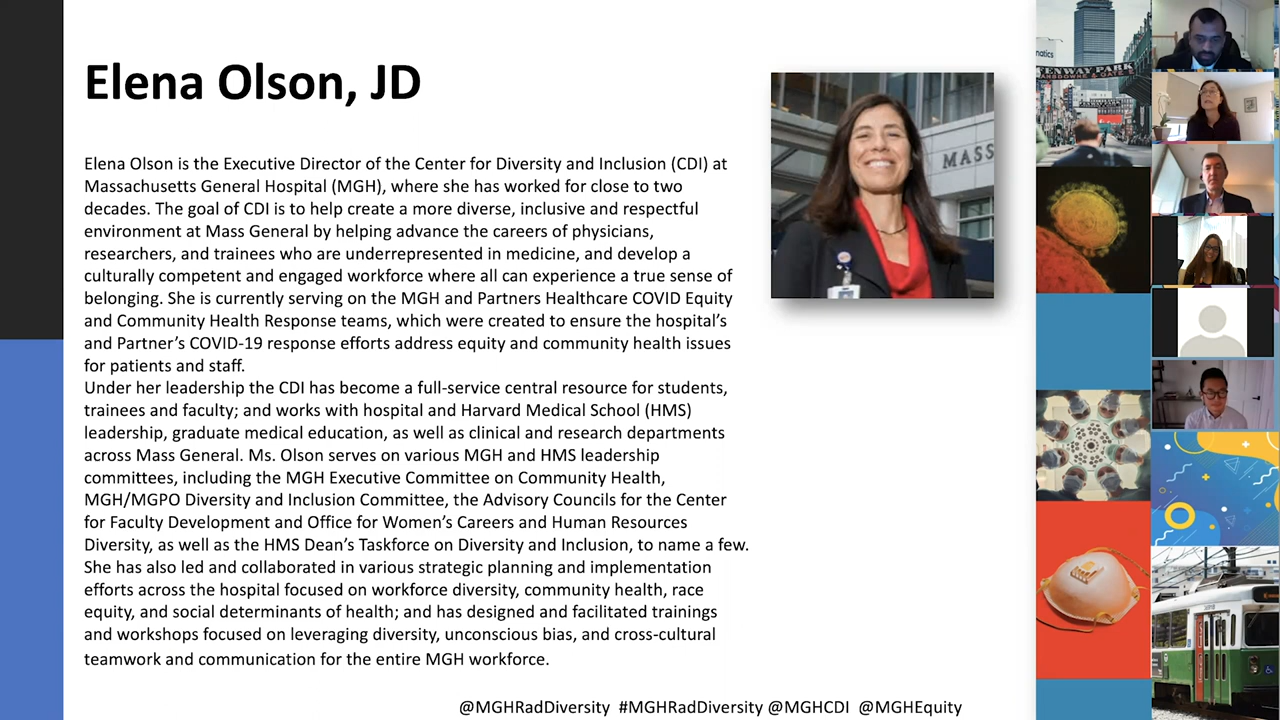 Elena Olson, JD
Elena Olson is the Executive Director of the Center for Diversity and Inclusion (CDI) at
Massachusetts General Hospital (MGH), where she has worked for close to two
decades. The goal of CDI is to help create a more diverse, inclusive and respectful
environment at Mass General by helping advance the careers of physicians,
researchers, and trainees who are underrepresented in medicine, and develop a
culturally competent and engaged workforce where all can experience a true sense of
belonging. She is currently serving on the MGH and Partners Healthcare COVID Equity
and Community Health Response teams, which were created to ensure the hospital’s
and Partner’s COVID-19 response efforts address equity and community health issues
for patients and staff.
Under her leadership the CDI has become a full-service central resource for students,
trainees and faculty; and works with hospital and Harvard Medical School (HMS)
leadership, graduate medical education, as well as clinical and research departments
across Mass General. Ms. Olson serves on various MGH and HMS leadership
committees, including the MGH Executive Committee on Community Health,
MGH/MGPO Diversity and Inclusion Committee, the Advisory Councils for the Center
for Faculty Development and Office for Women’s Careers and Human Resources
Diversity, as well as the HMS Dean’s Taskforce on Diversity and Inclusion, to name a few.
She has also led and collaborated in various strategic planning and implementation
efforts across the hospital focused on workforce diversity, community health, race
equity, and social determinants of health; and has designed and facilitated trainings
and workshops focused on leveraging diversity, unconscious bias, and cross-cultural
teamwork and communication for the entire MGH workforce.
@MGHRadDiversity #MGHRadDiversity @MGHCDI @MGHEquity
MASS
ENWAY PARK